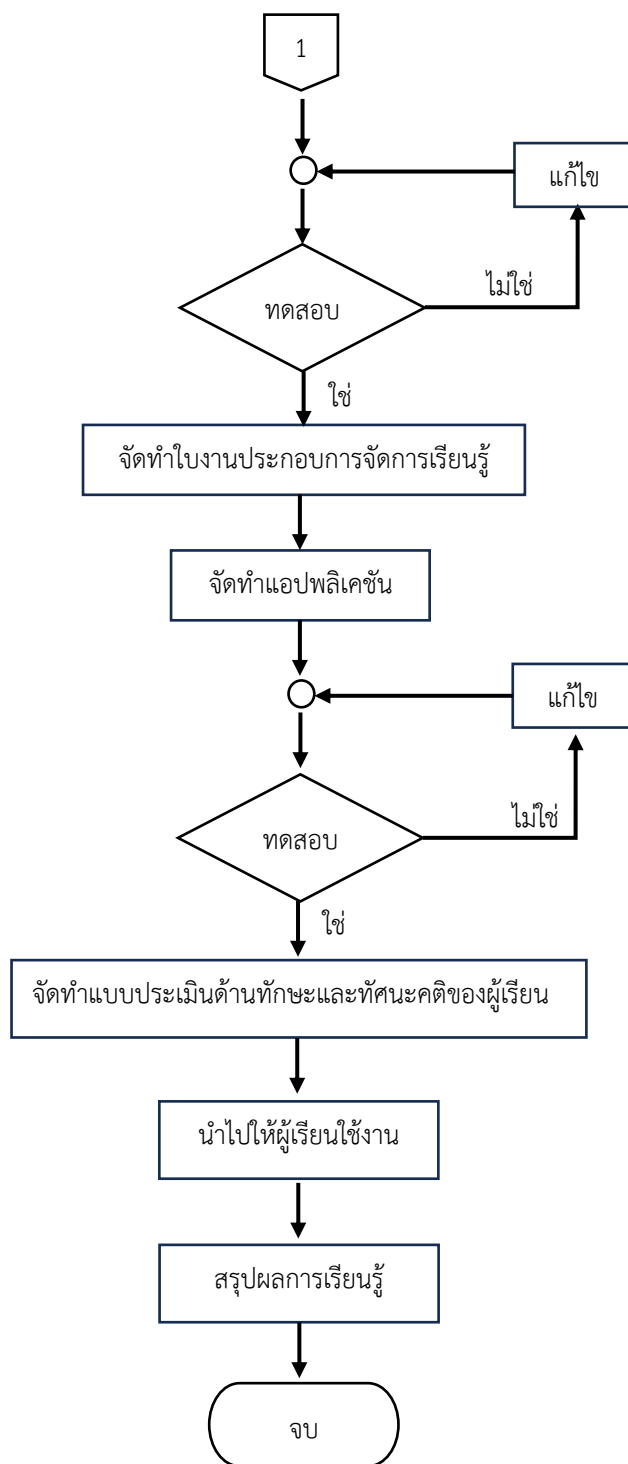 1
แก้ไข
ทดสอบ
ไม่ใช่
ใช่
จัดทำใบงานประกอบการจัดการเรียนรู้
จัดทำแอปพลิเคชัน
แก้ไข
ทดสอบ
ไม่ใช่
ใช่
จัดทำแบบประเมินด้านทักษะและทัศนะคติของผู้เรียน
นำไปให้ผู้เรียนใช้งาน
สรุปผลการเรียนรู้
จบ